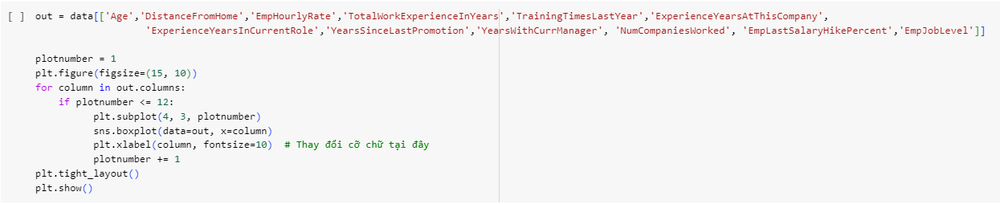 [ ] out = data[['Age','DistanceFromHome','EmpHourlyRate','TotalWorkExperienceInYears','TrainingTimesLastYear','ExperienceYearsAtThisCompany',
'ExperienceYearsInCurrentRole','YearsSinceLastPromotion','YearsWithCurrManager', 'NumCompaniesWorked', 'EmpLastSalaryHikePercent','EmpJobLevel']]
plotnumber = 1
plt.figure(figsize=(15, 10))
for column in out.columns:
if plotnumber <= 12:
plt.subplot(4, 3, plotnumber)
sns.boxplot(data=out, x=column)
plt.xlabel(column, fontsize=10)  # Thay đổi cỡ chữ tại đây
plotnumber += 1
plt.tight_layout()
plt.show()